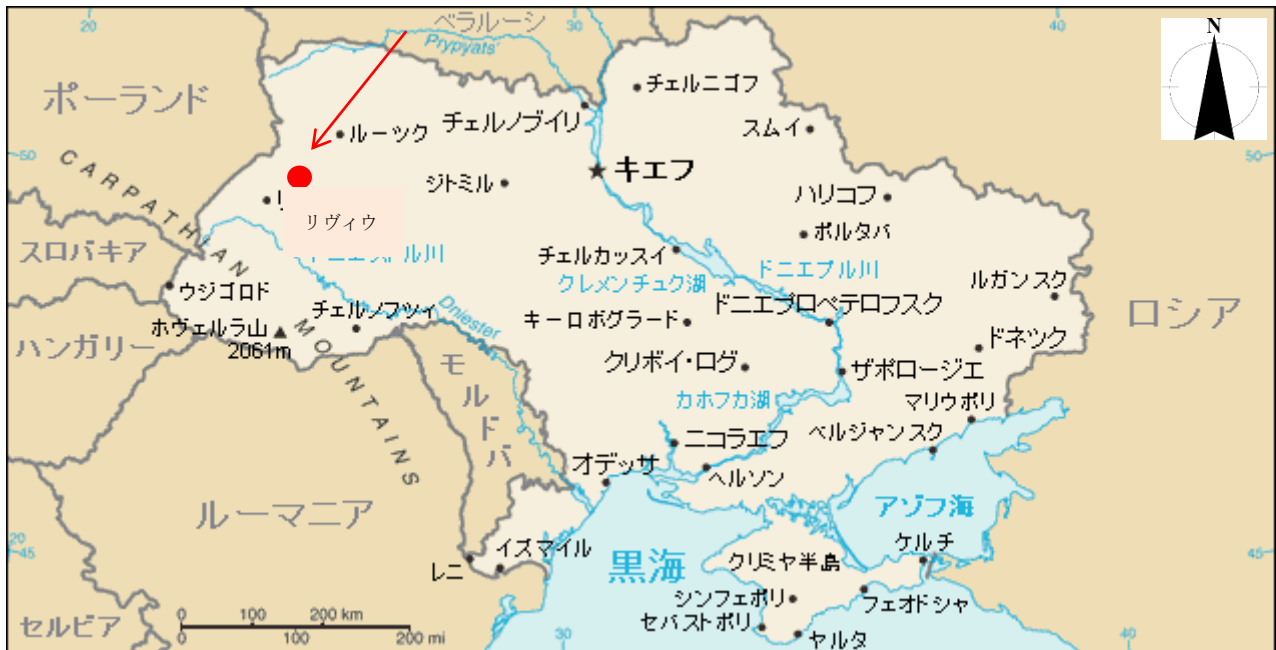 20
ベラルーシ
30
40
N
Prypyats'
ポーランド
チェルニゴフ
チェルノブイリ
スムイ
ルーツク
50
50
CARPATHIAN MOUNTAINS
キエフ
ジトミル
ハリコフ
リヴィウ
ポルタバ
スロバキア
ドニエストル川
チェルカッスイ
ドニエプル川
クレメンチュク湖
ルガンスク
ウジゴロド
チェルノフツィ
Dniester
ドニエプロペテロフスク
キーロボグラード
ロシア
ホヴェルラ山
2061m
ハンガリー
ドネツク
モルドバ
クリボイ・ログ
ザポロージエ
カホフカ湖
マリウポリ
ニコラエフ
ベルジャンスク
オデッサ
ヘルソン
ルーマニア
アゾフ海
20
45
ケルチ
45
イズマイル
黒海
クリミヤ半島
レニ
シンフェポリ
フェオドシャ
0 100 200 km
セバストポリ
セルビア
0 100 200 mi
ヤルタ
30
40